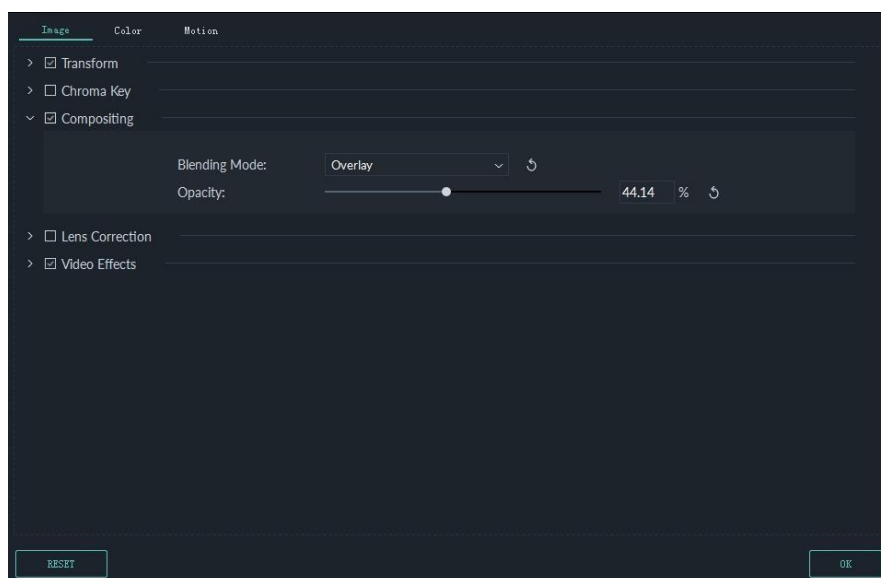 Image Color Motion
Transform
Chroma Key
Compositing
Blending Mode: Overlay
Opacity: 44.14 %
Lens Correction
Video Effects
RESET OK